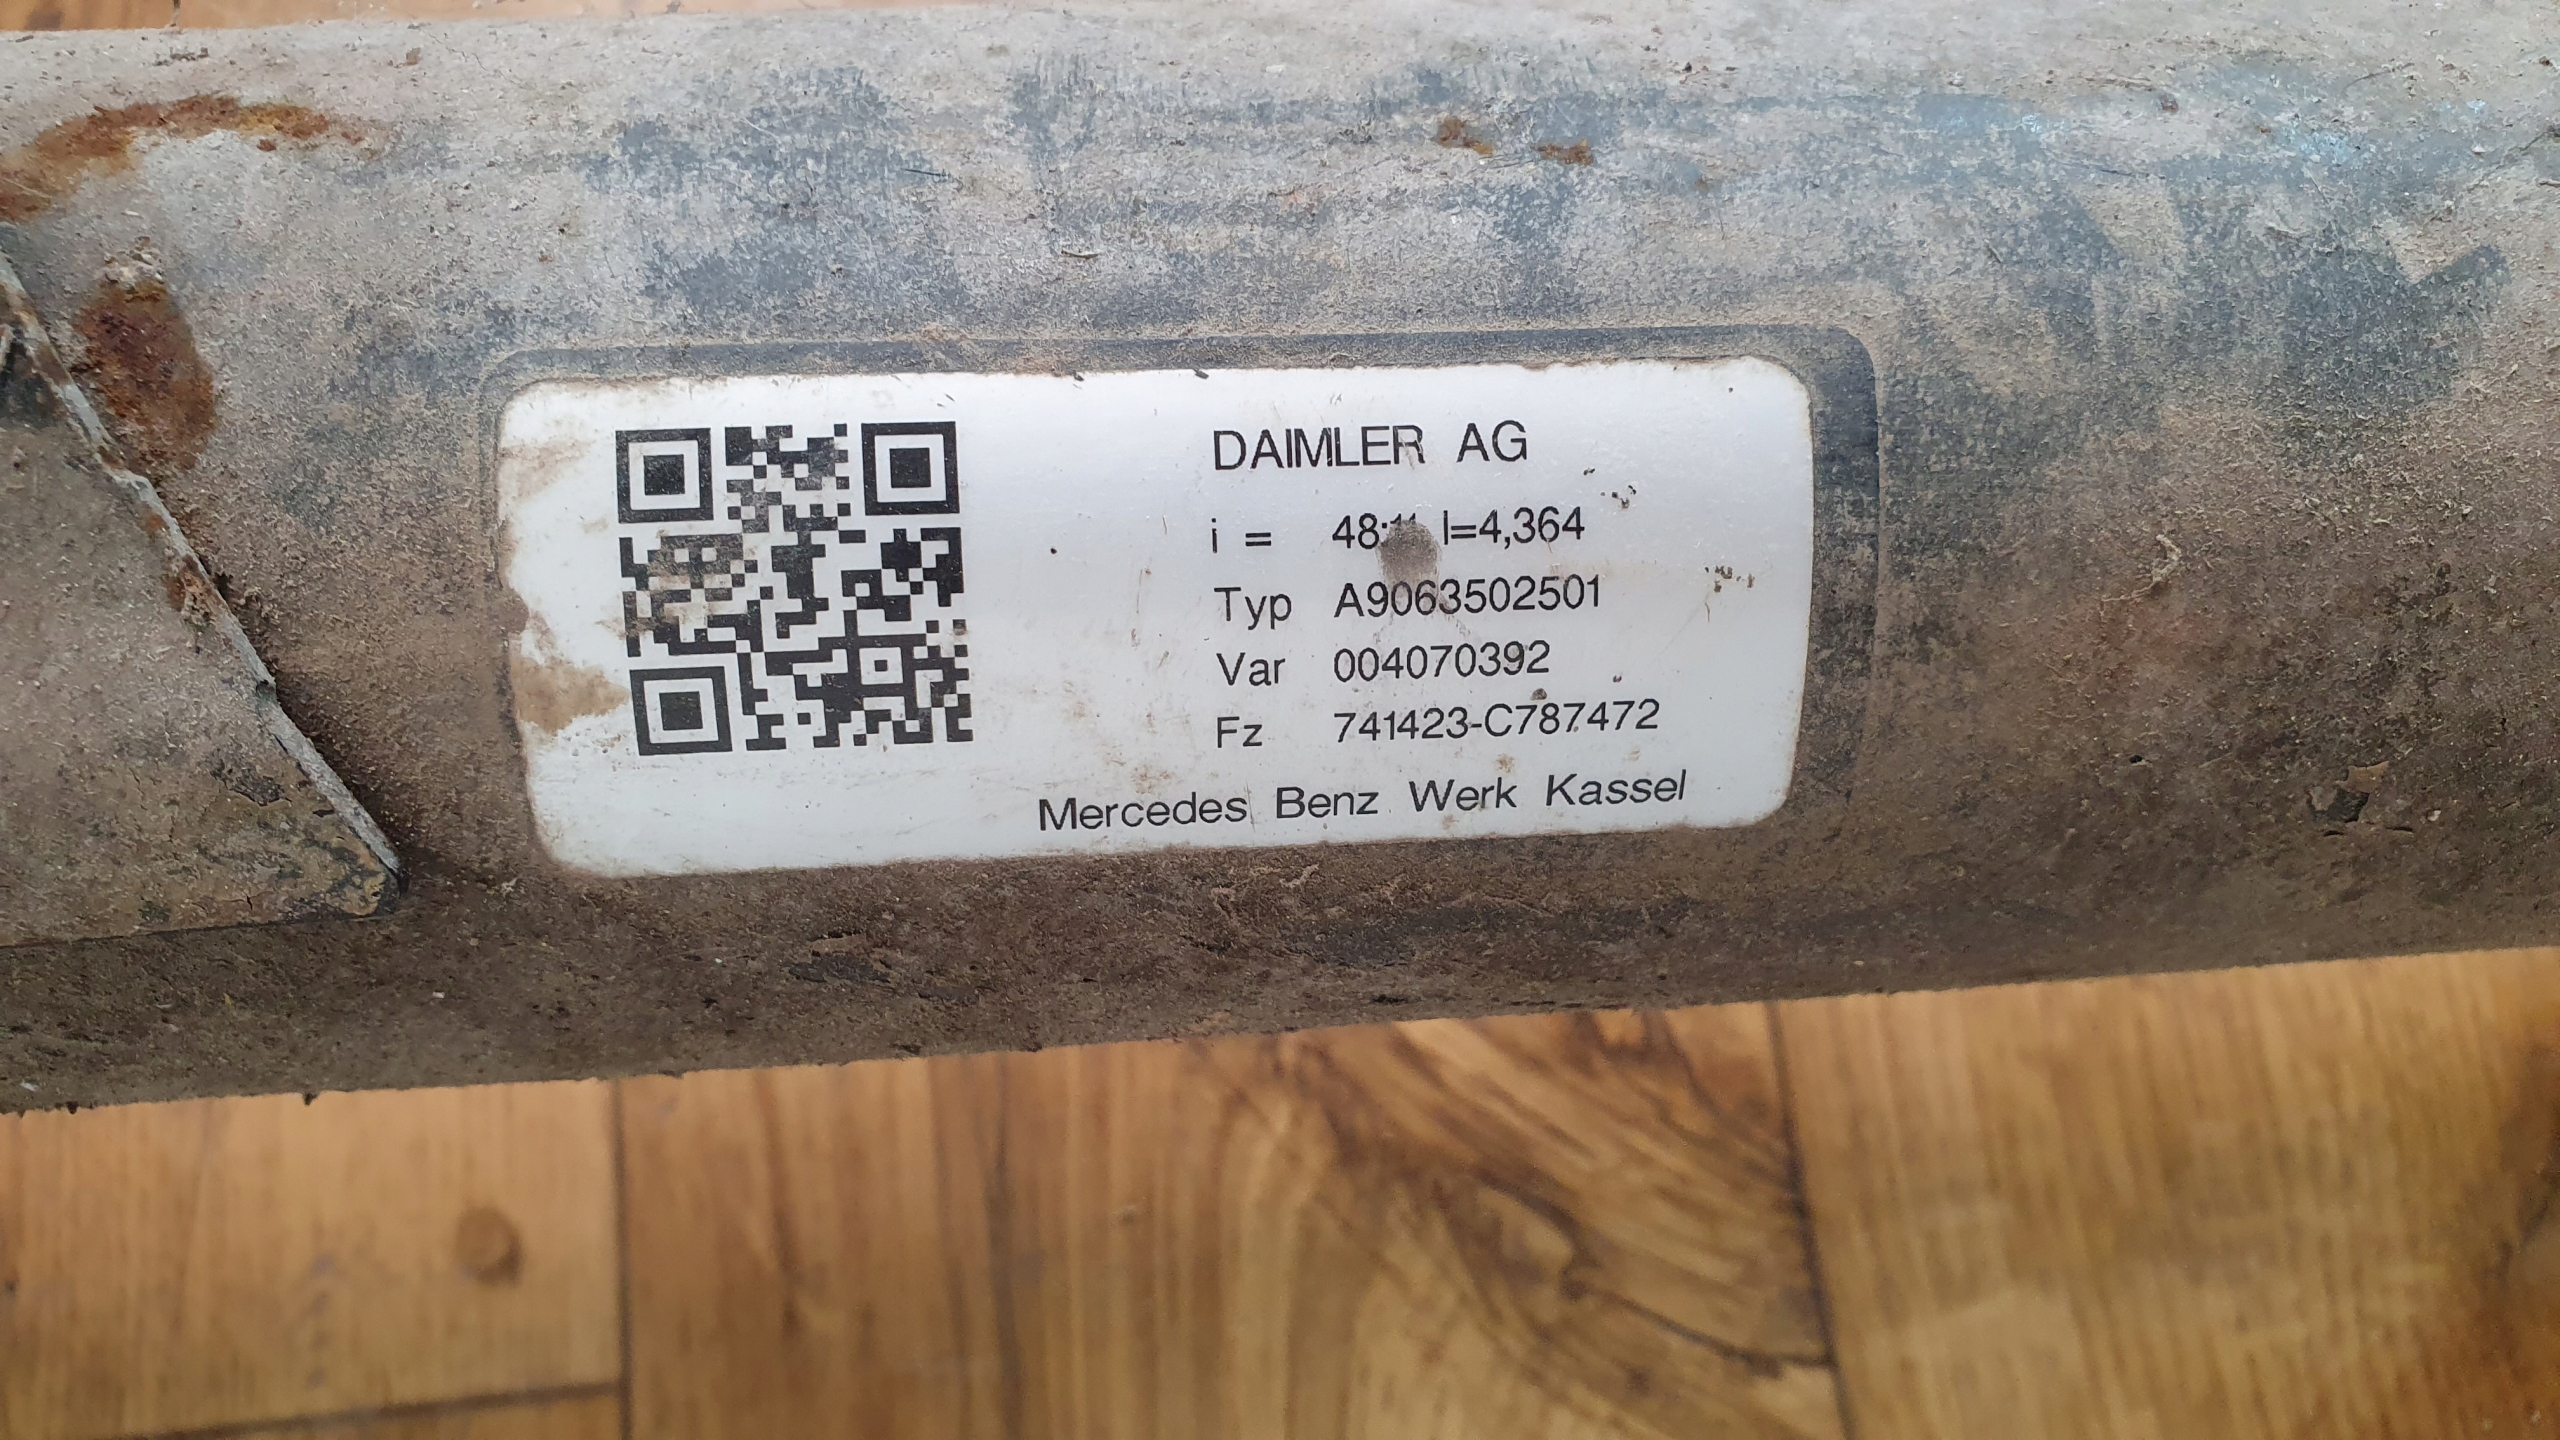 DAIMLER AG
i = 48:11 I=4,364
Typ A9063502501
Var 004070392
Fz 741423-C787472
Mercedes Benz Werk Kassel